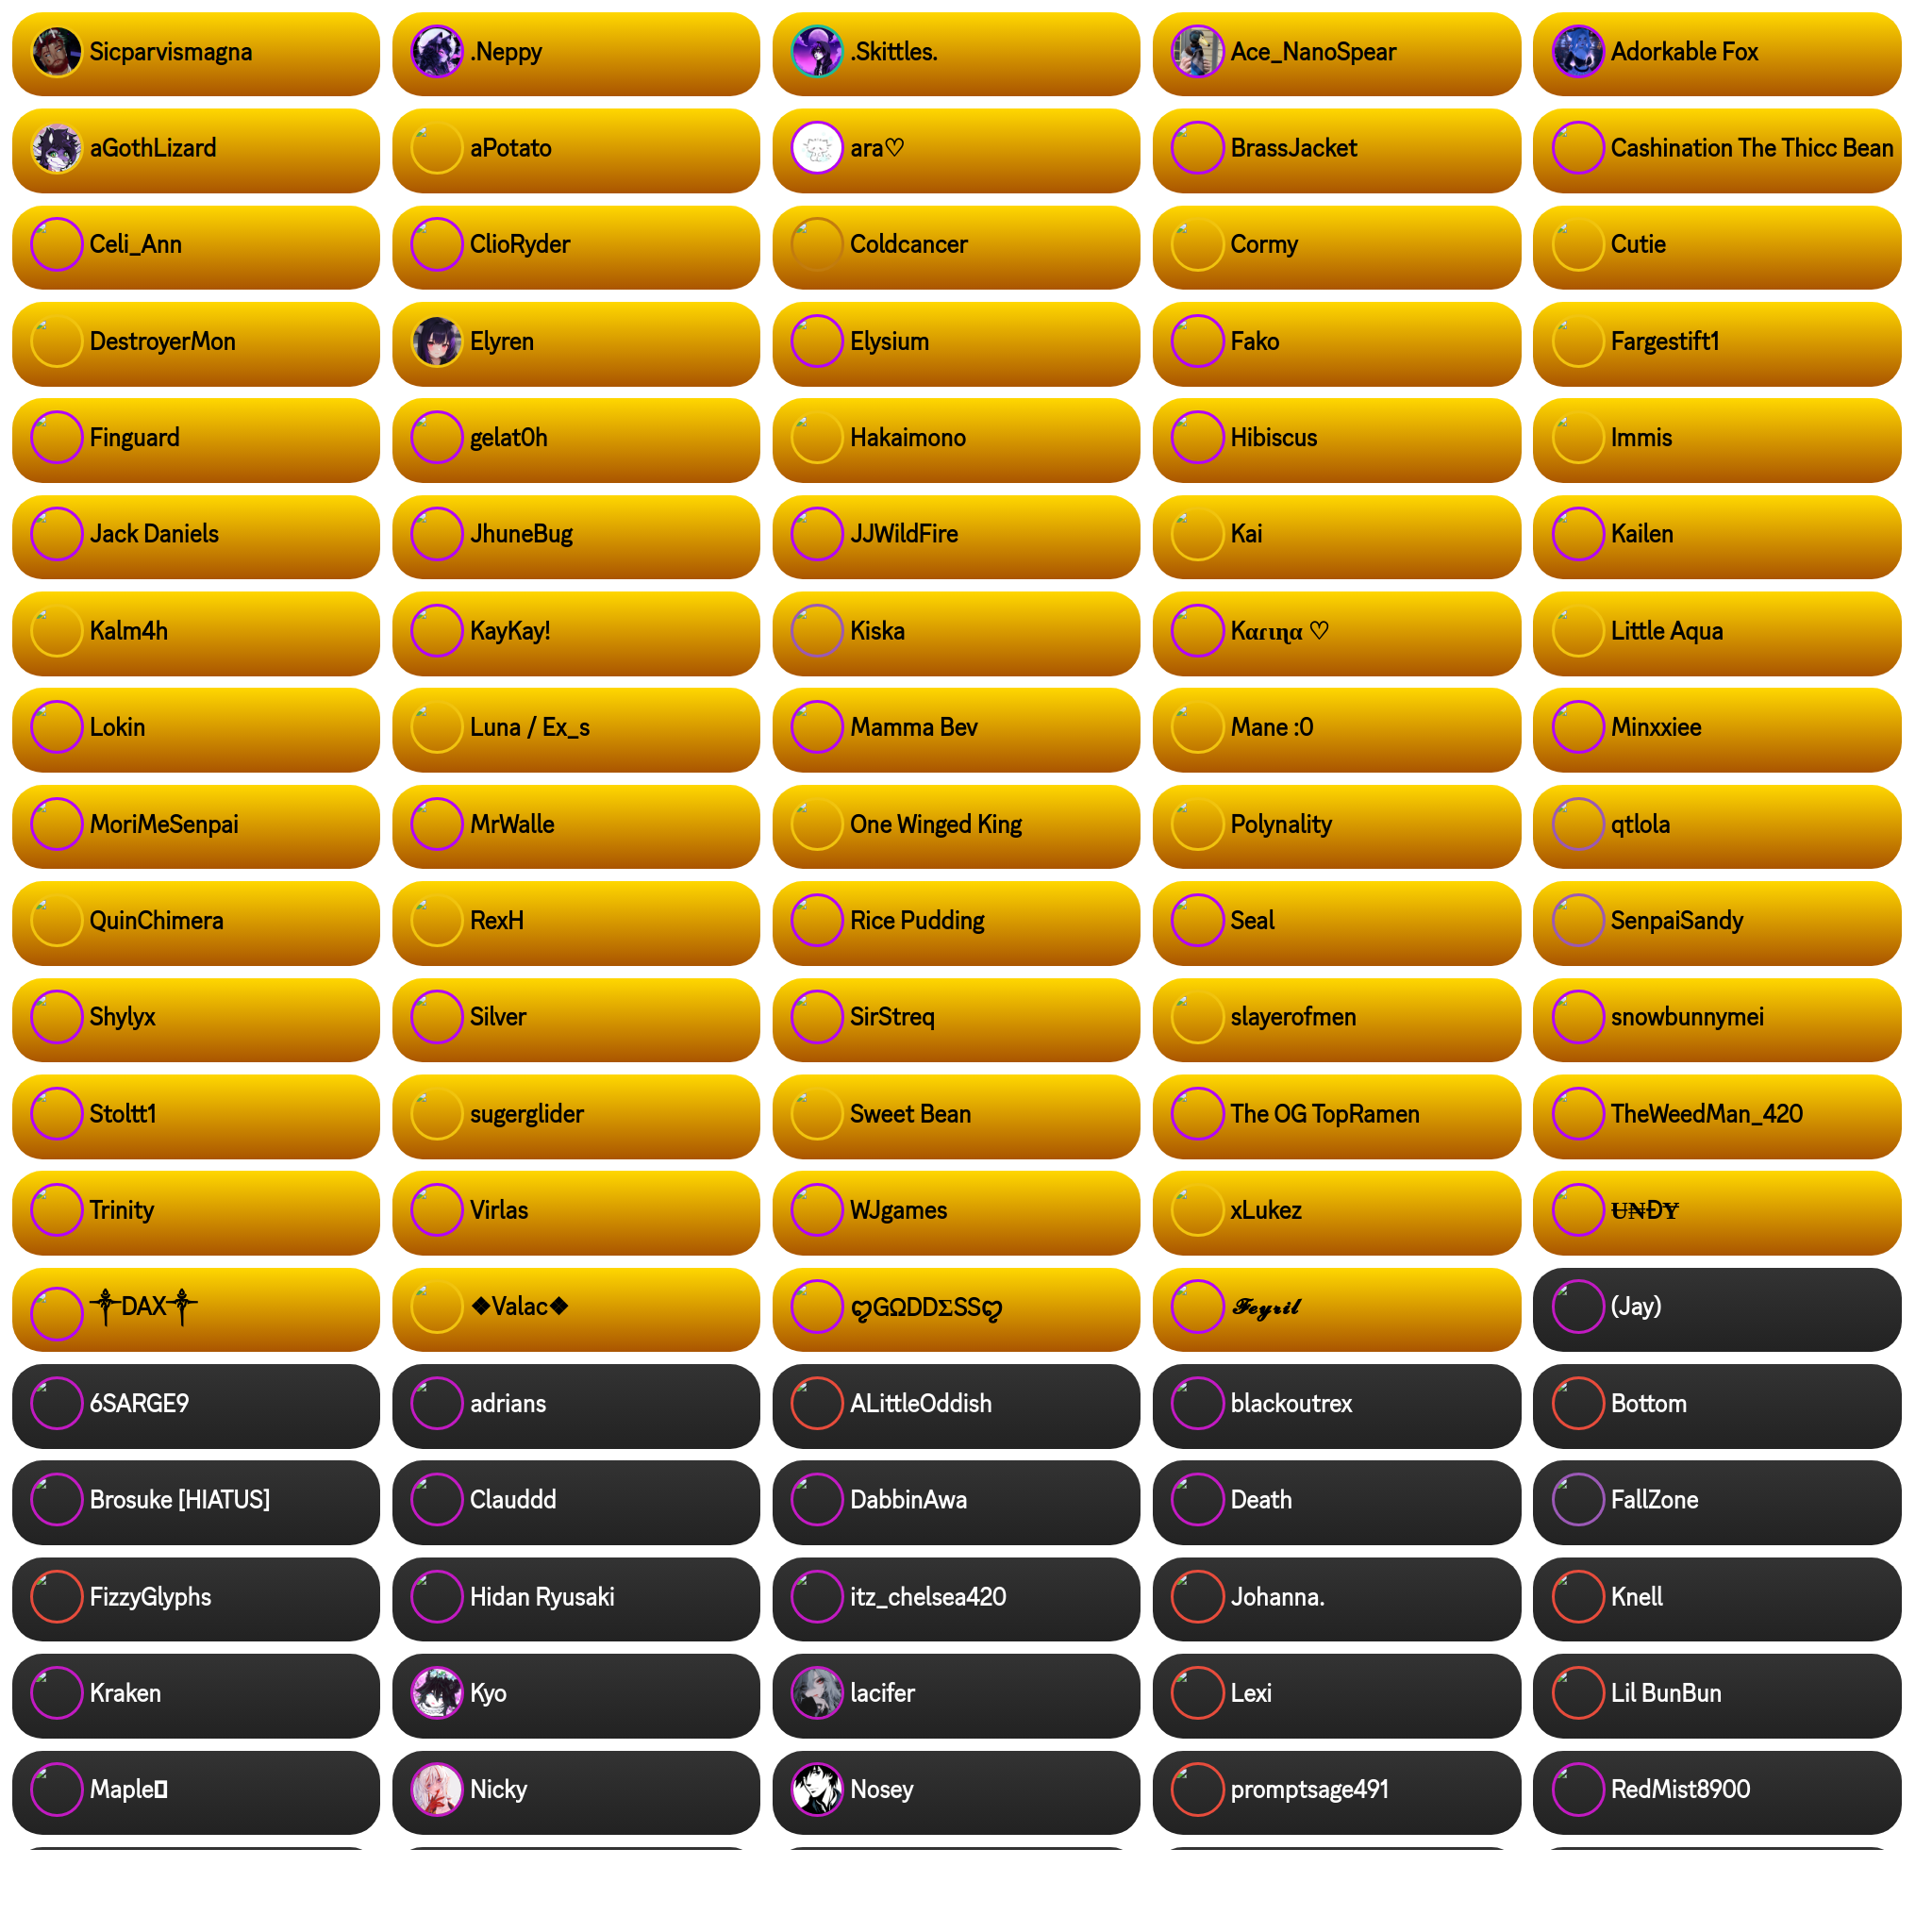 Sicparvismagna
.Neppy
.Skittles.
Ace_NanoSpear
Adorkable Fox
aGothLizard
aPotato
ara♡
BrassJacket
Cashination The Thicc Bean
Celi_Ann
ClioRyder
Coldcancer
Cormy
Cutie
DestroyerMon
Elyren
Elysium
Fako
Fargestift1
Finguard
gelat0h
Hakaimono
Hibiscus
Immis
Jack Daniels
JhuneBug
JJWildFire
Kai
Kailen
Kalm4h
KayKay!
Kiska
Kαɾιɳα ♡
Little Aqua
Lokin
Luna / Ex_s
Mamma Bev
Mane :0
Minxxiee
MoriMeSenpai
MrWalle
One Winged King
Polynality
qtlola
QuinChimera
RexH
Rice Pudding
Seal
SenpaiSandy
Shylyx
Silver
SirStreq
slayerofmen
snowbunnymei
Stoltt1
sugerglider
Sweet Bean
The OG TopRamen
TheWeedMan_420
Trinity
Virlas
WJgames
xLukez
U̶₦ĐɎ
༒DAX༒
❖Valac❖
ღGΩDDΣSSღ
𝓕𝓮𝔂𝓻𝓲𝓵
(Jay)
6SARGE9
adrians
ALittleOddish
blackoutrex
Bottom
Brosuke [HIATUS]
Clauddd
DabbinAwa
Death
FallZone
FizzyGlyphs
Hidan Ryusaki
itz_chelsea420
Johanna.
Knell
Kraken
Kyo
lacifer
Lexi
Lil BunBun
Maple
Nicky
Nosey
promptsage491
RedMist8900